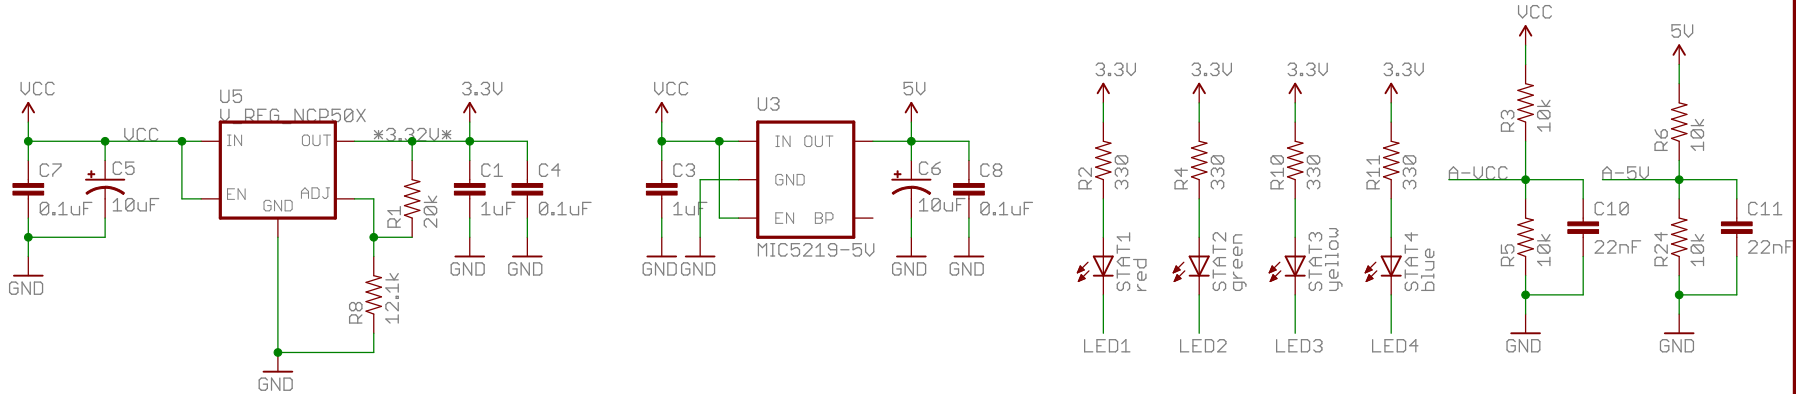 VCC
C7
0.1uF
C5
10uF
GND
VCC
U5
V_REG_NCP50X
IN
OUT
EN
ADJ
GND
GND
*3.32V*
R1
20k
R8
12.1k
3.3V
C1
1uF
GND
C4
0.1uF
GND
VCC
C3
1uF
GND
GND
U3
IN OUT
GND
EN BP
MIC5219-5V
5V
C6
10uF
GND
C8
0.1uF
GND
3.3V
R2
330
STAT1
red
LED1
3.3V
R4
330
STAT2
green
LED2
3.3V
R10
330
STAT3
yellow
LED3
3.3V
R11
330
STAT4
blue
LED4
VCC
R3
10k
A-VCC
R5
10k
C10
22nF
GND
5V
R6
10k
A-5V
R24
10k
C11
22nF
GND